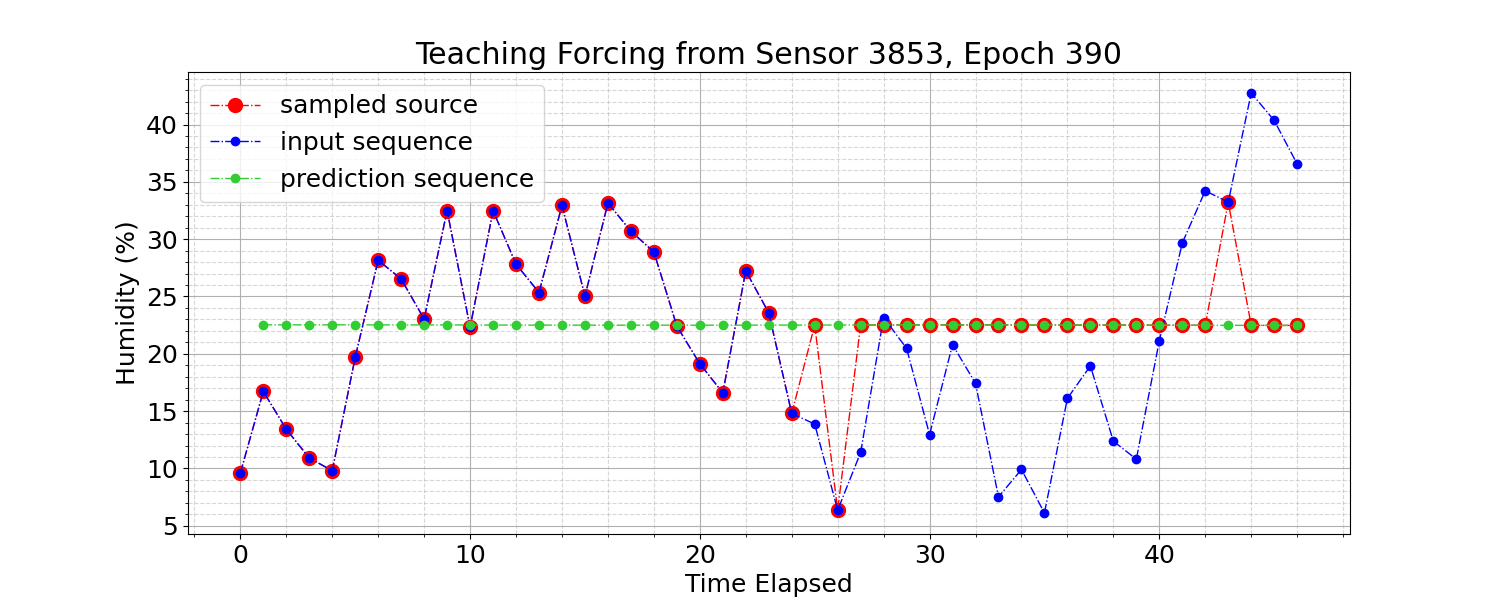 Teaching Forcing from Sensor 3853, Epoch 390
sampled source
input sequence
prediction sequence
Humidity (%)
40
35
30
25
20
15
10
5
0 10 20 30 40
Time Elapsed